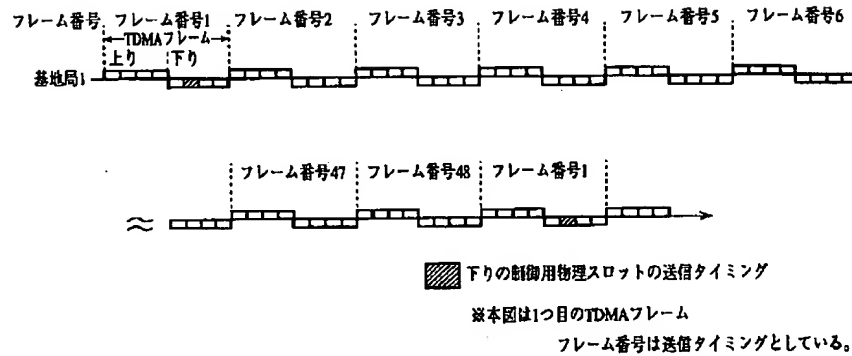 フレーム番号 フレーム番号1 フレーム番号2 フレーム番号3 フレーム番号4 フレーム番号5 フレーム番号6
TDMAフレーム
上り 下り
基地局1
フレーム番号47 フレーム番号48 フレーム番号1
下りの制御用物理スロットの送信タイミング
※本図は1つ目のTDMAフレーム
フレーム番号は送信タイミングとしている。